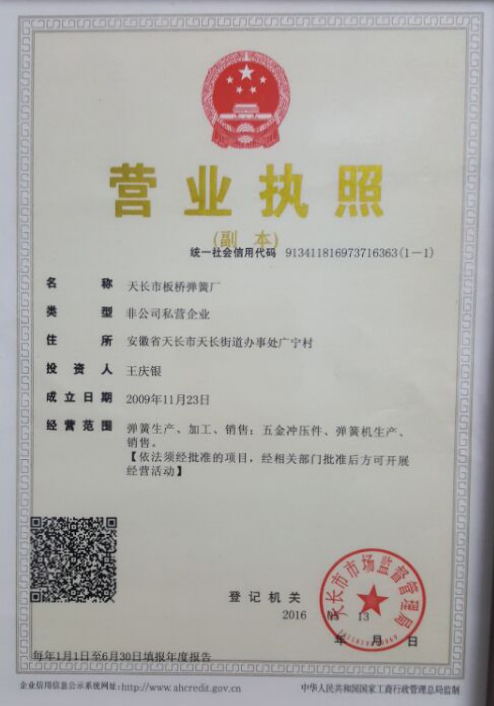 营业执照
(副 本)
统一社会信用代码 913411816973716363(1-1)
名 称 天长市板桥弹簧厂
类 型 非公司私营企业
住 所 安徽省天长市天长街道办事处广宁村
投 资 人 王庆银
成 立 日 期 2009年11月23日
经 营 范 围 弹簧生产、加工、销售；五金冲压件、弹簧机生产、
销售。
【依法须经批准的项目，经相关部门批准后方可开展
经营活动】
天长市市场监督管理局
登 记 机 关
2016 13
年 月 日
每年1月1日至6月30日填报年度报告
企业信用信息公示系统网址:http://www.ahcredit.gov.cn
中华人民共和国国家工商行政管理总局监制